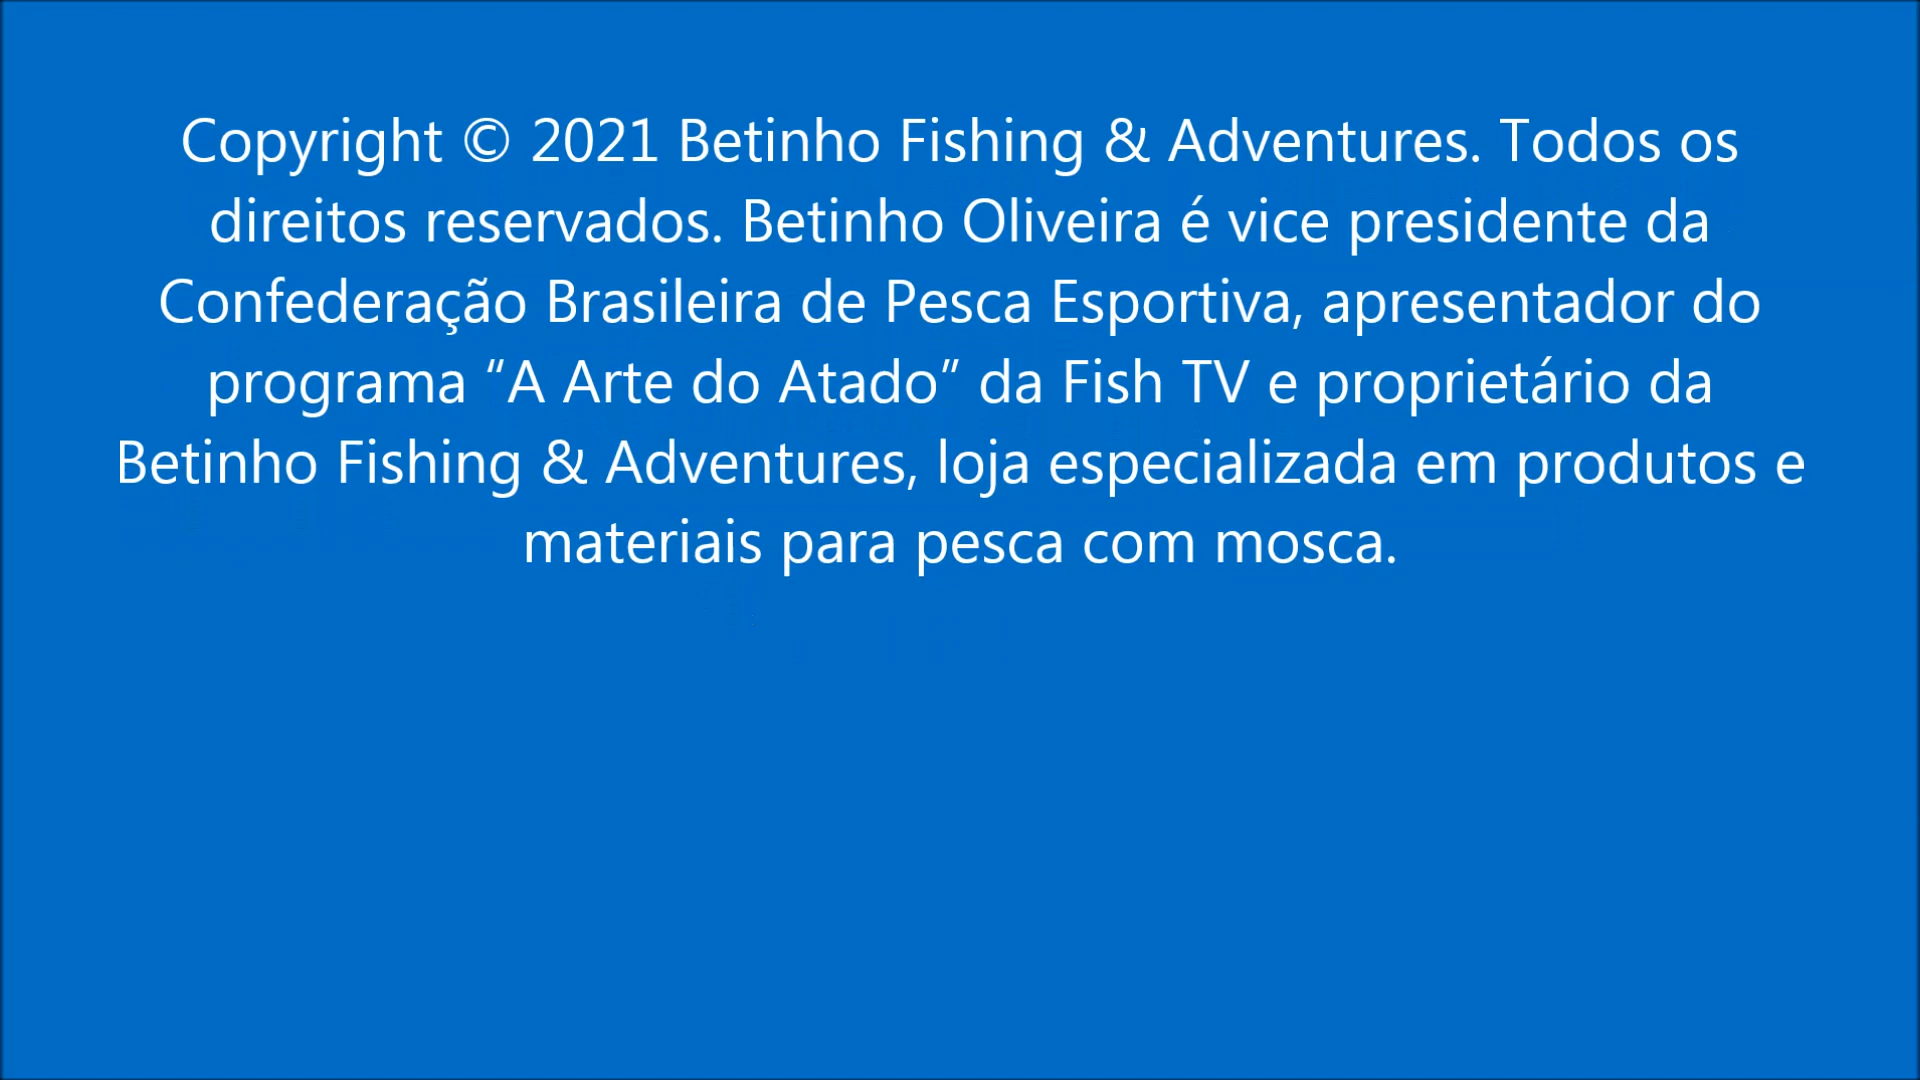 Copyright © 2021 Betinho Fishing & Adventures. Todos os
direitos reservados. Betinho Oliveira é vice presidente da
Confederação Brasileira de Pesca Esportiva, apresentador do
programa “A Arte do Atado” da Fish TV e proprietário da
Betinho Fishing & Adventures, loja especializada em produtos e
materiais para pesca com mosca.